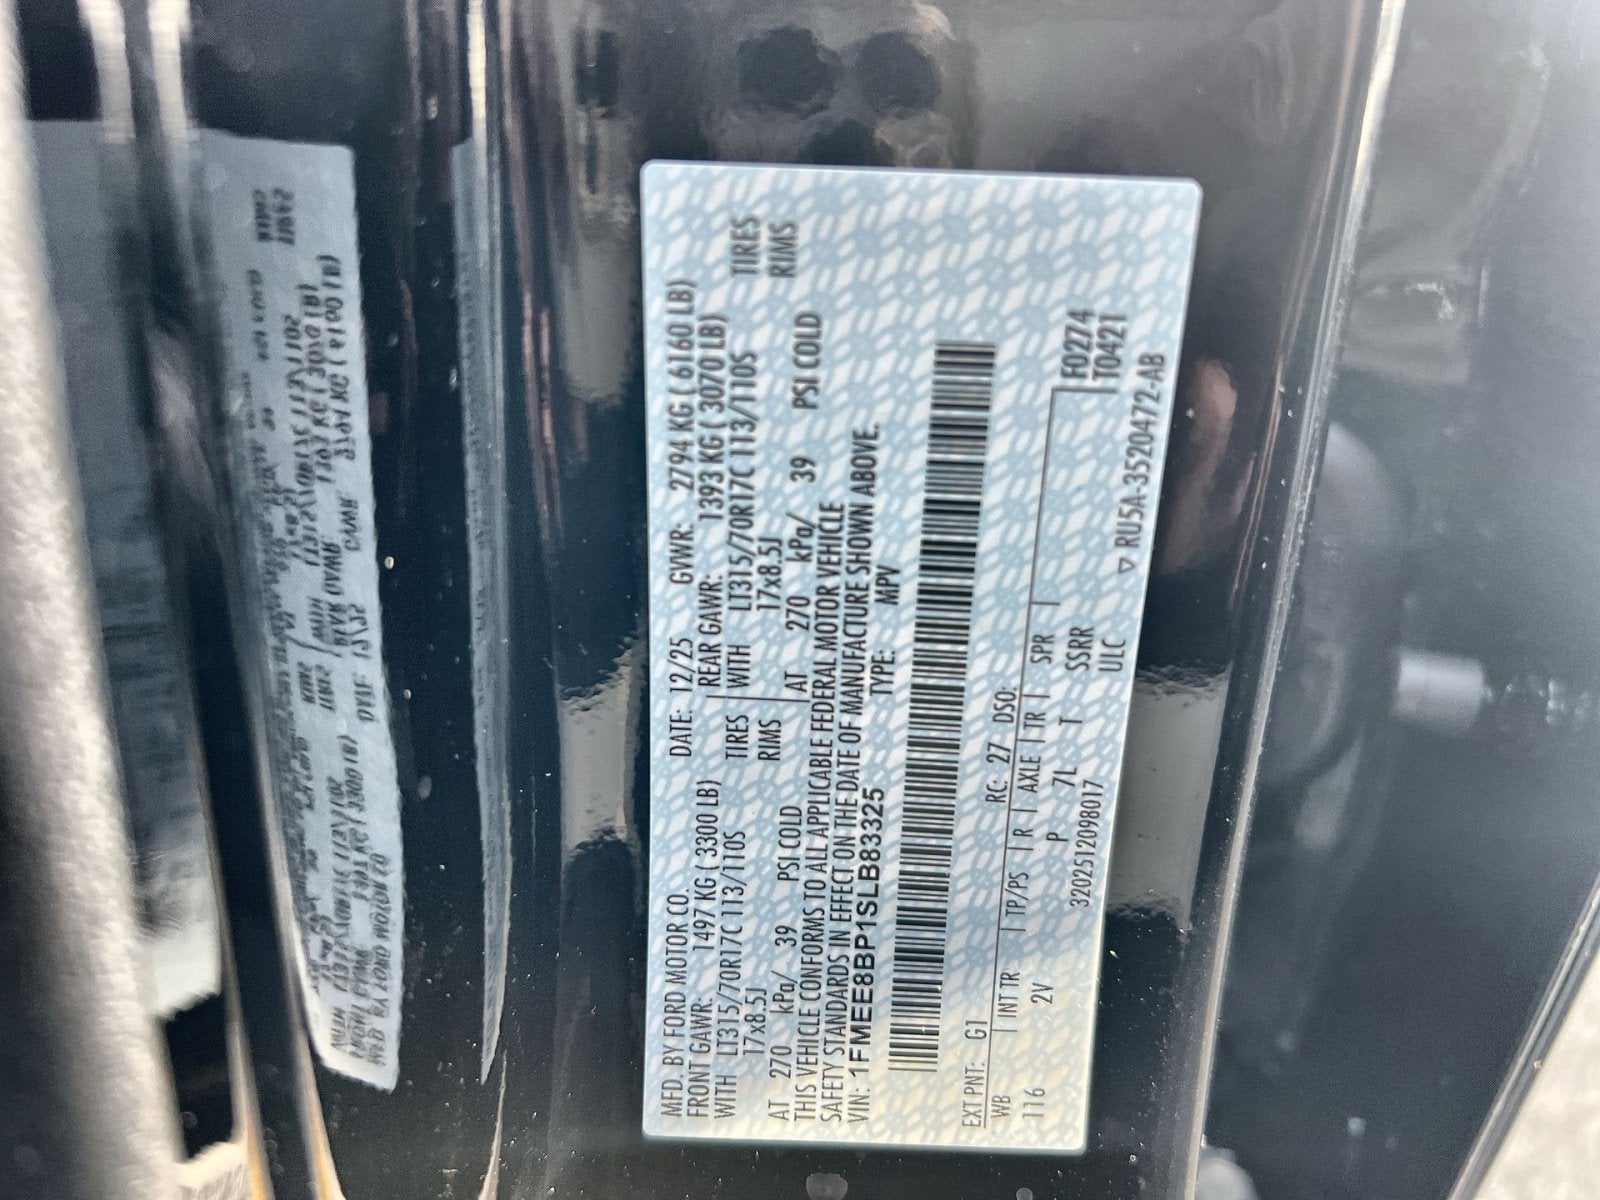 MFD. BY FORD MOTOR CO. DATE: 12/25 GVWR: 2794 KG ( 6160 LB)
FRONT GAWR: 1497 KG ( 3300 LB) REAR GAWR: 1393 KG ( 3070 LB)
WITH LT315/70R17C 113/110S TIRES WITH LT315/70R17C 113/110S TIRES
17x8.5J RIMS 17x8.5J RIMS
AT 270 kPa/ 39 PSI COLD AT 270 kPa/ 39 PSI COLD
THIS VEHICLE CONFORMS TO ALL APPLICABLE FEDERAL MOTOR VEHICLE
SAFETY STANDARDS IN EFFECT ON THE DATE OF MANUFACTURE SHOWN ABOVE.
VIN: 1FMEE8BP1SLB83325 TYPE: MPV
EXT PNT: G1 RC: 27 DSO:
WB INT TR TP/PS R AXLE TR SPR F0274
116 2V P 7L T SSRR T0421
3202512098017 ULC
▽ RU5A-3520472-AB